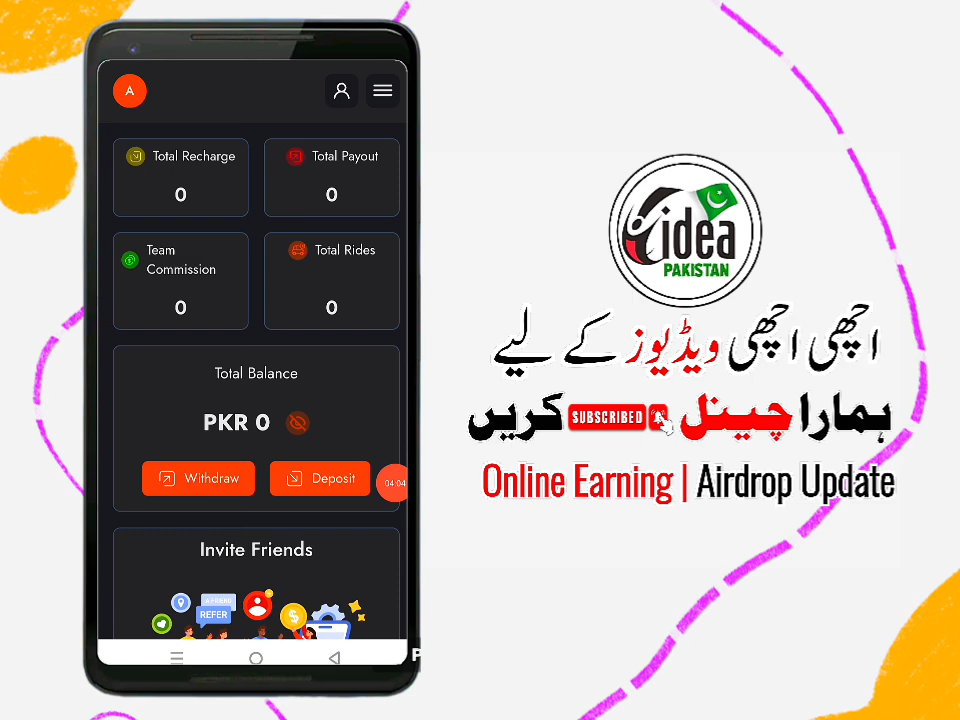 A
Total Recharge
0
Total Payout
0
Team
Commission
0
Total Rides
0
Total Balance
PKR 0
Withdraw
Deposit
04:04
Invite Friends
A FRIEND
REFER
P
idea
PAKISTAN
اچھی اچھی ویڈیوز کے لیے
ہمارا چینل SUBSCRIBED کریں
Online Earning | Airdrop Update